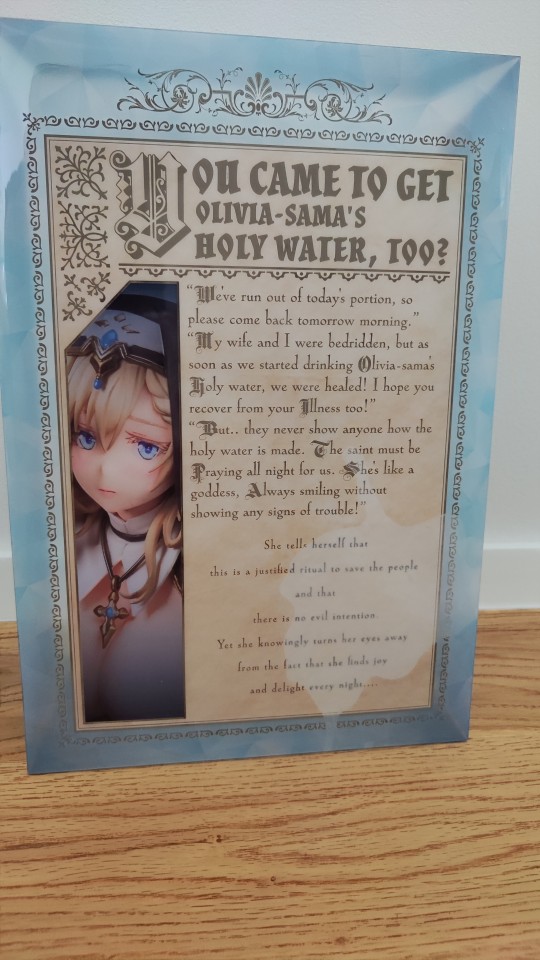 YOU CAME TO GET
OLIVIA-SAMA'S
HOLY WATER, TOO?
“We've run out of today's portion, so
please come back tomorrow morning.”
“My wife and I were bedridden, but as
soon as we started drinking Olivia-sama's
Holy water, we were healed! I hope you
recover from your Illness too!”
“But.. they never show anyone how the
holy water is made. The saint must be
Praying all night for us. She's like a
goddess, Always smiling without
showing any signs of trouble!”
She tells herself that
this is a justified ritual to save the people
and that
there is no evil intention.
Yet she knowingly turns her eyes away
from the fact that she finds joy
and delight every night....